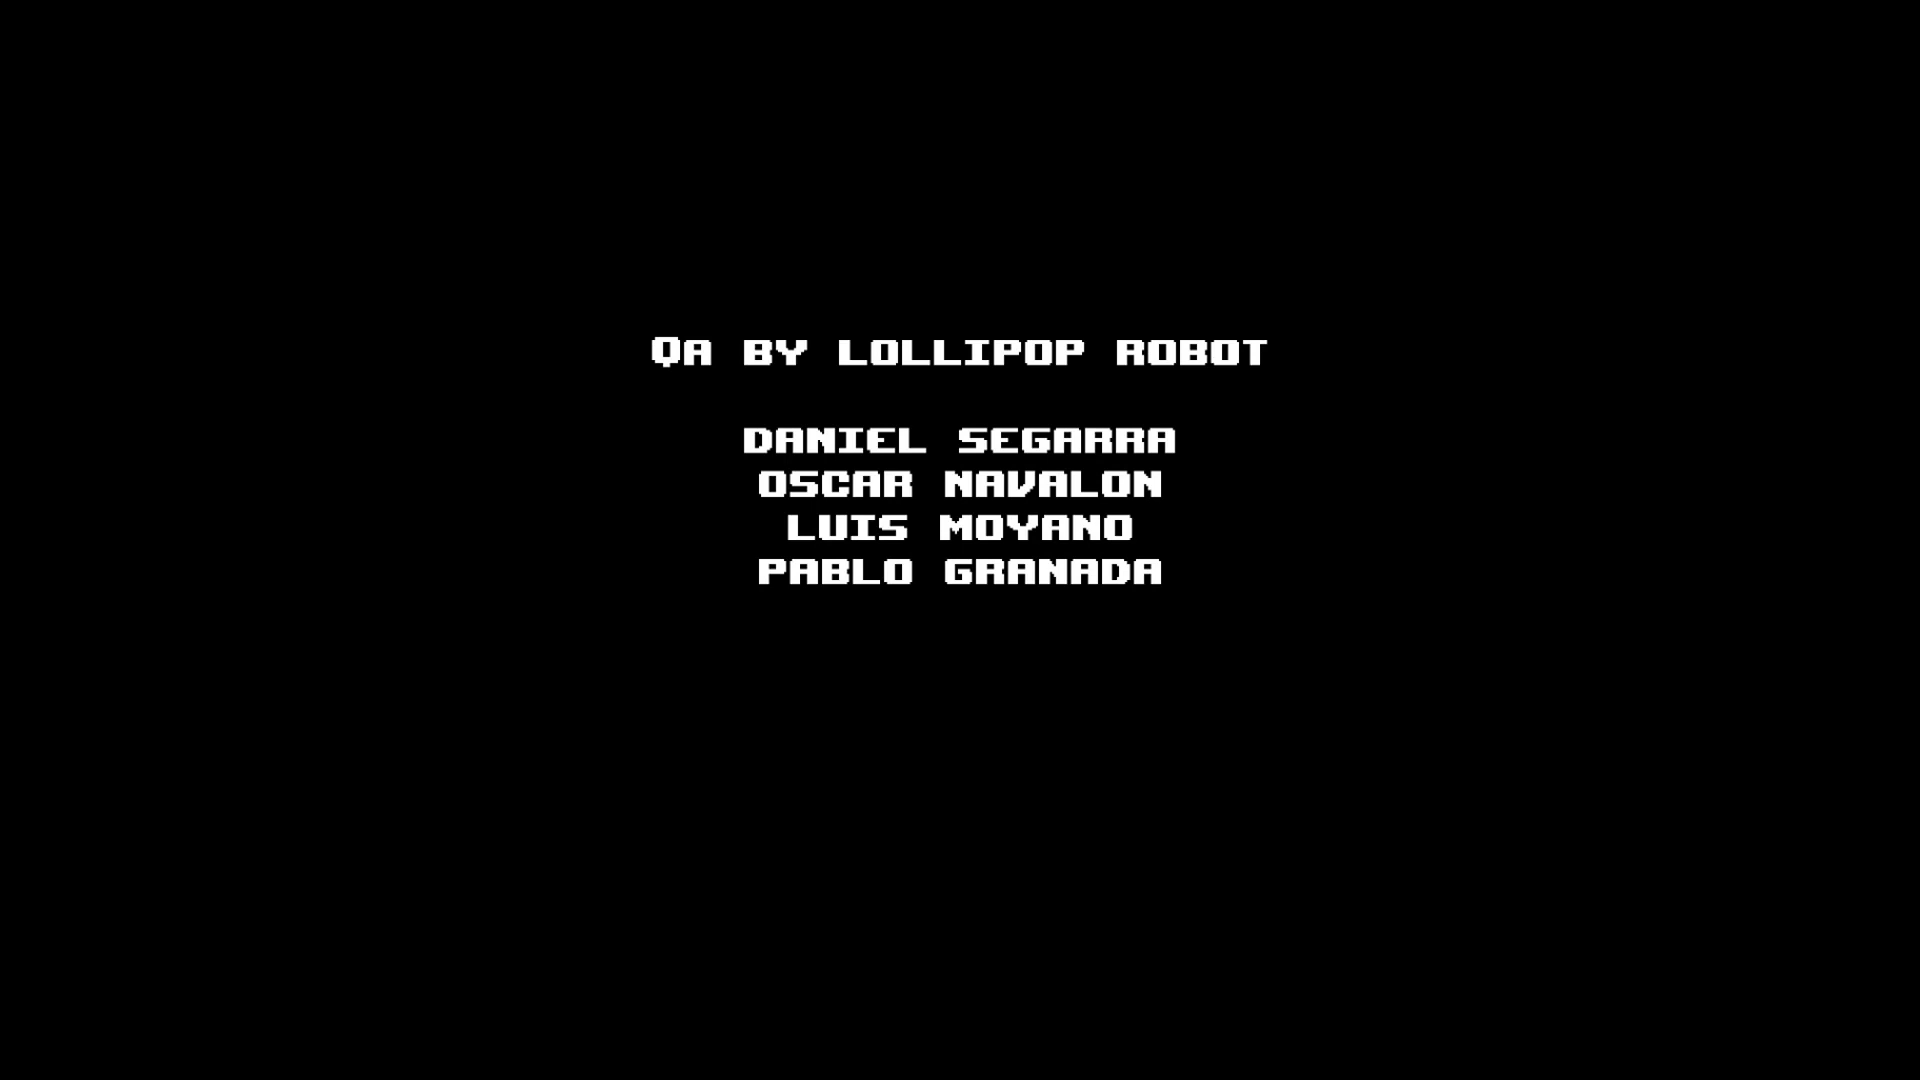 QA BY LOLLIPOP ROBOT
DANIEL SEGARRA
OSCAR NAVALON
LUIS MOYANO
PABLO GRANADA